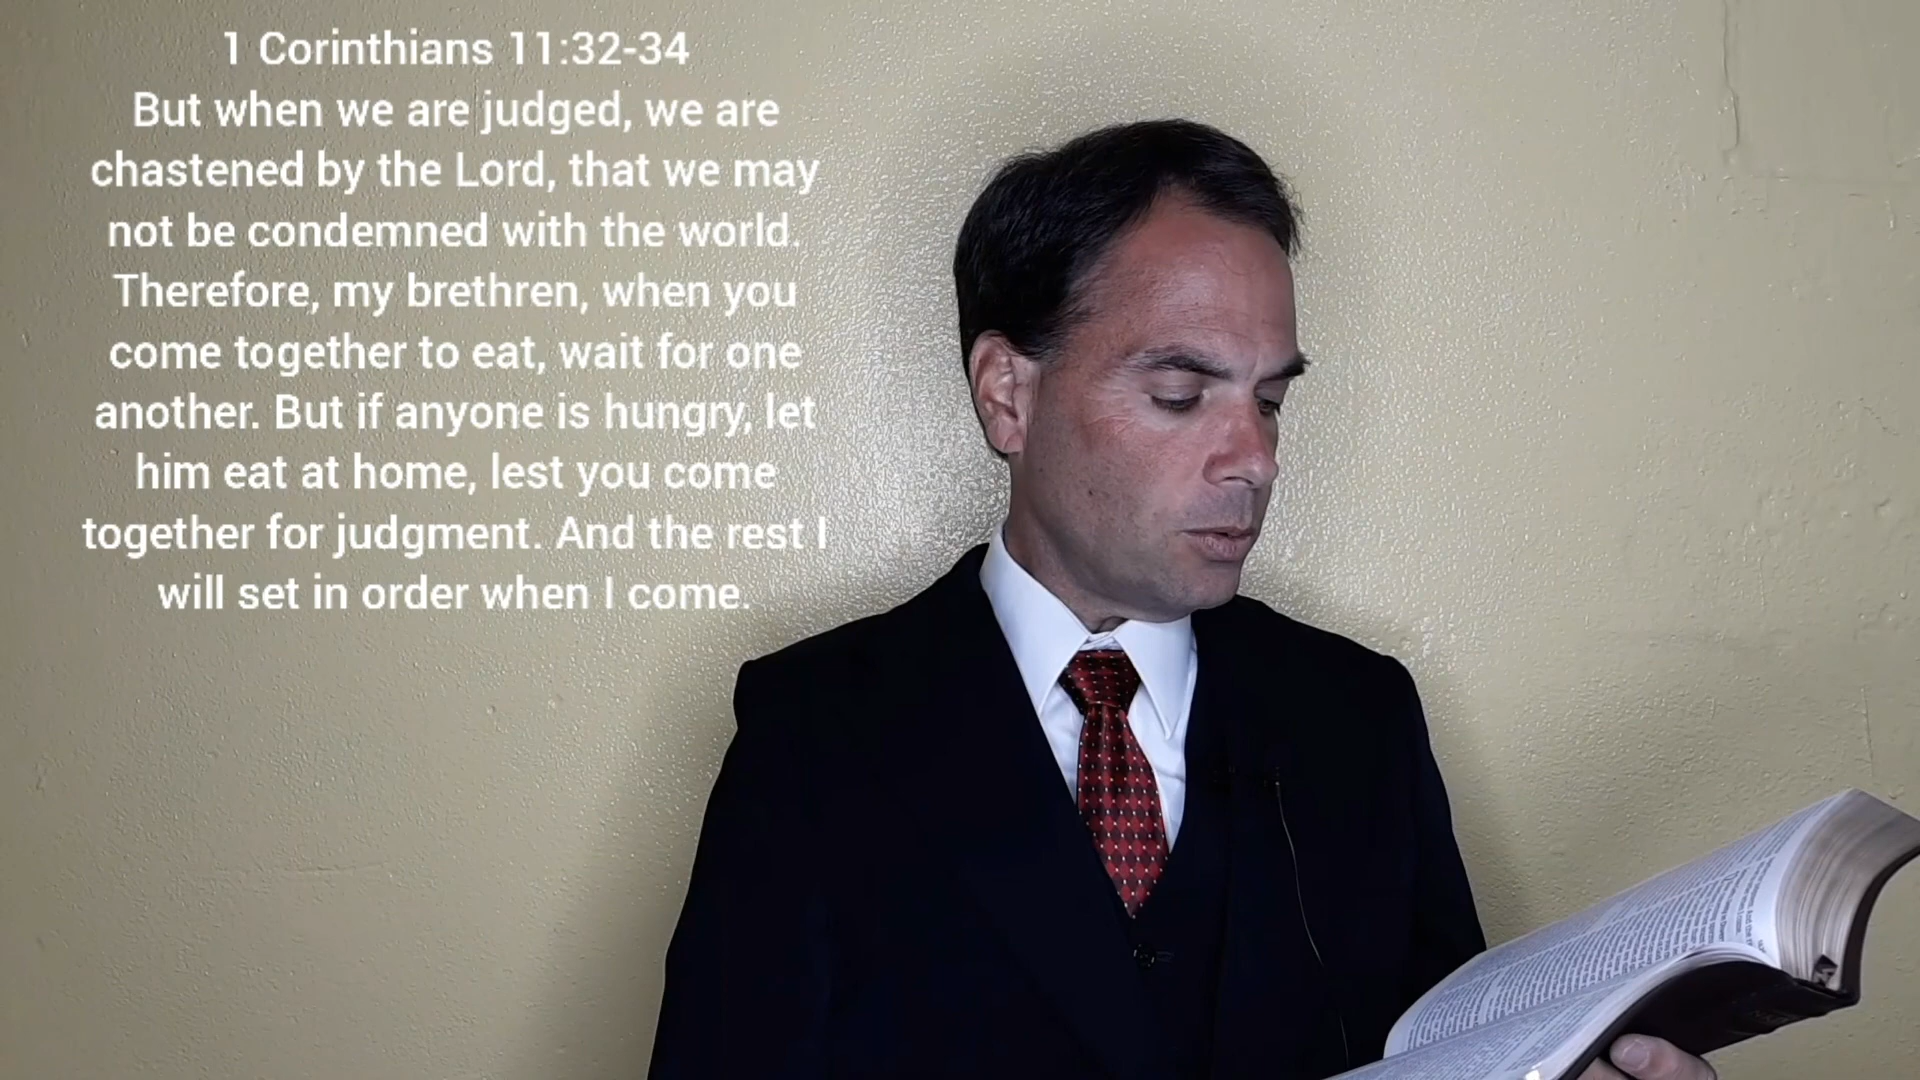 1 Corinthians 11:32-34
But when we are judged, we are
chastened by the Lord, that we may
not be condemned with the world.
Therefore, my brethren, when you
come together to eat, wait for one
another. But if anyone is hungry, let
him eat at home, lest you come
together for judgment. And the rest I
will set in order when I come.